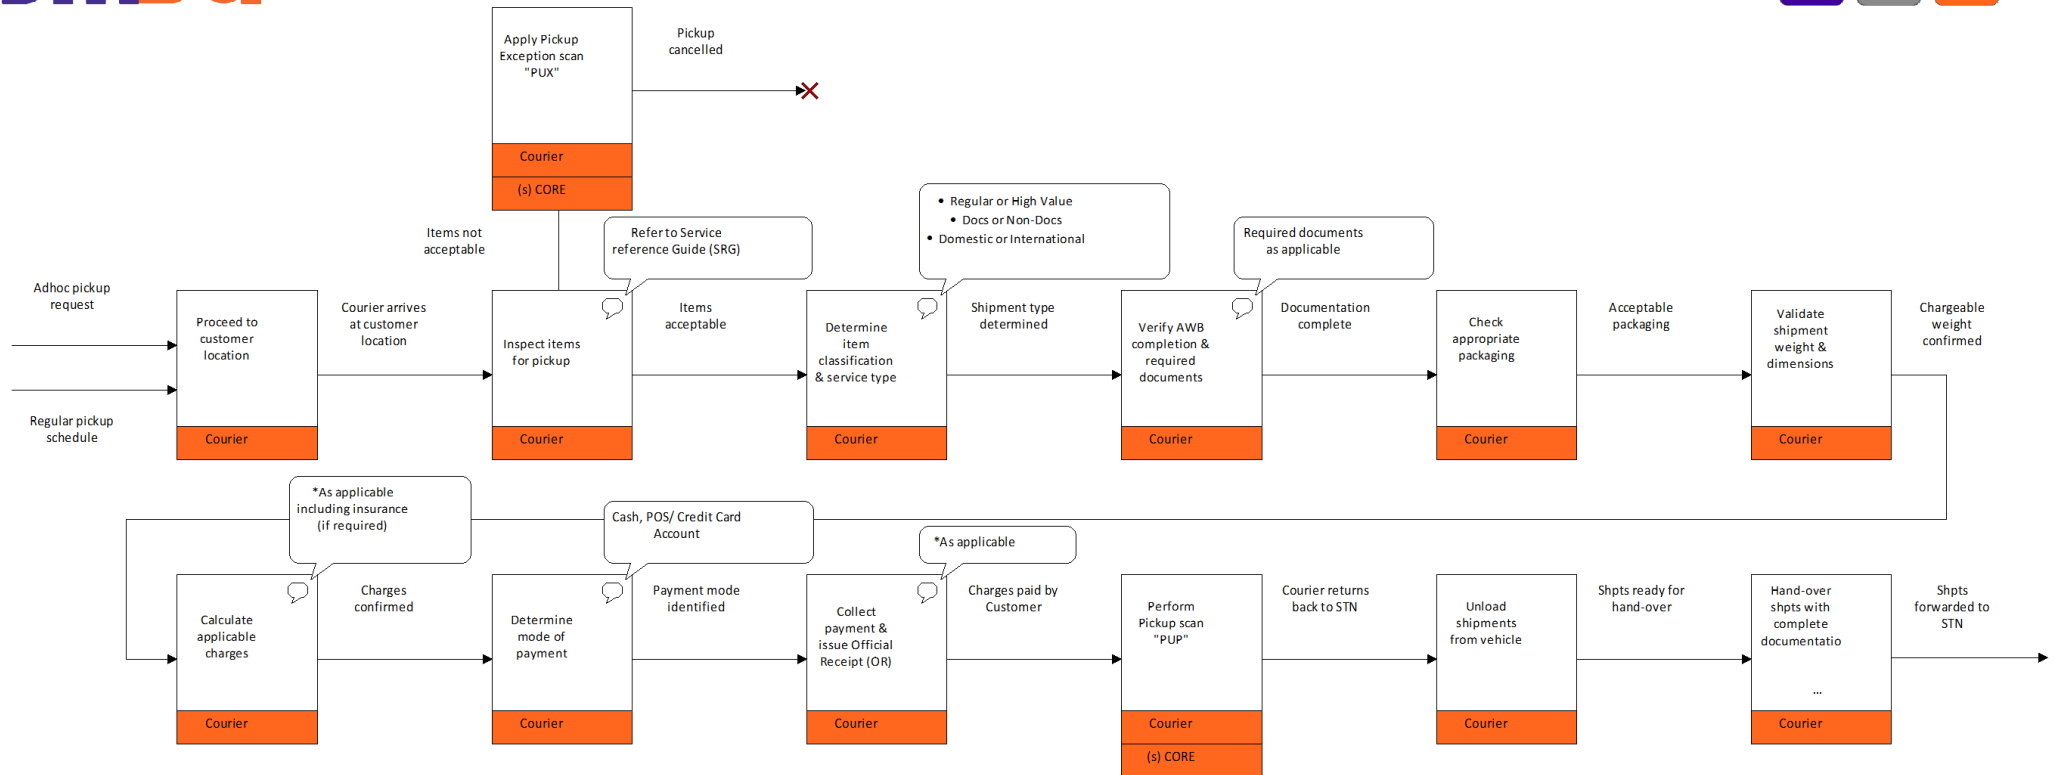 Apply Pickup
Exception scan
"PUX"
Pickup
cancelled
Courier
(s) CORE
Items not
acceptable
Refer to Service
reference Guide (SRG)
• Regular or High Value
• Docs or Non-Docs
• Domestic or International
Required documents
as applicable
Adhoc pickup
request
Regular pickup
schedule
Proceed to
customer
location
Courier
Courier arrives
at customer
location
Inspect items
for pickup
Courier
Items
acceptable
Determine
item
classification
& service type
Courier
Shipment type
determined
Verify AWB
completion &
required
documents
Courier
Documentation
complete
Check
appropriate
packaging
Courier
Acceptable
packaging
Validate
shipment
weight &
dimensions
Courier
Chargeable
weight
confirmed
*As applicable
including insurance
(if required)
Cash, POS/ Credit Card
Account
*As applicable
Calculate
applicable
charges
Courier
Charges
confirmed
Determine
mode of
payment
Courier
Payment mode
identified
Collect
payment &
issue Official
Receipt (OR)
Courier
Charges paid by
Customer
Perform
Pickup scan
"PUP"
Courier
(s) CORE
Courier returns
back to STN
Unload
shipments
from vehicle
Courier
Shpts ready for
hand-over
Hand-over
shpts with
complete
documentatio
...
Courier
Shpts
forwarded to
STN